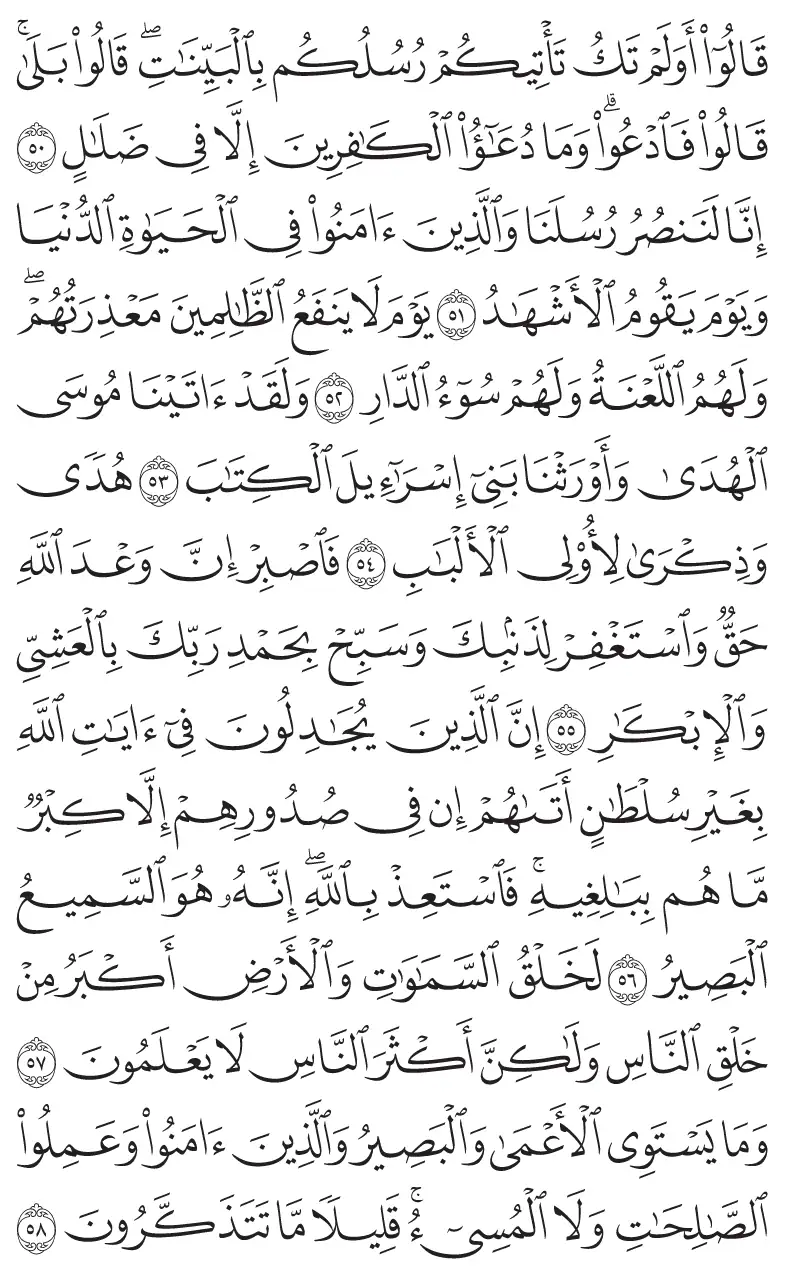 قَالُوٓا۟ أَوَلَمْ تَكُ تَأْتِيكُمْ رُسُلُكُم بِٱلْبَيِّنَـٰتِ ۖ قَالُوا۟ بَلَىٰ ۚ
قَالُوا۟ فَٱدْعُوا۟ ۗ وَمَا دُعَـٰٓؤُا۟ ٱلْكَـٰفِرِينَ إِلَّا فِى ضَلَـٰلٍ ٥٠
إِنَّا لَنَنصُرُ رُسُلَنَا وَٱلَّذِينَ ءَامَنُوا۟ فِى ٱلْحَيَوٰةِ ٱلدُّنْيَا
وَيَوْمَ يَقُومُ ٱلْأَشْهَـٰدُ ٥١ يَوْمَ لَا يَنفَعُ ٱلظَّـٰلِمِينَ مَعْذِرَتُهُمْ ۖ
وَلَهُمُ ٱللَّعْنَةُ وَلَهُمْ سُوٓءُ ٱلدَّارِ ٥٢ وَلَقَدْ ءَاتَيْنَا مُوسَى
ٱلْهُدَىٰ وَأَوْرَثْنَا بَنِىٓ إِسْرَـٰٓءِيلَ ٱلْكِتَـٰبَ ٥٣ هُدًى
وَذِكْرَىٰ لِأُو۟لِى ٱلْأَلْبَـٰبِ ٥٤ فَٱصْبِرْ إِنَّ وَعْدَ ٱللَّهِ
حَقٌّ وَٱسْتَغْفِرْ لِذَنۢبِكَ وَسَبِّحْ بِحَمْدِ رَبِّكَ بِٱلْعَشِىِّ
وَٱلْإِبْكَـٰرِ ٥٥ إِنَّ ٱلَّذِينَ يُجَـٰدِلُونَ فِىٓ ءَايَـٰتِ ٱللَّهِ
بِغَيْرِ سُلْطَـٰنٍ أَتَىٰهُمْ إِن فِى صُدُورِهِمْ إِلَّا كِبْرٌ
مَّا هُم بِبَـٰلِغِيهِ ۚ فَٱسْتَعِذْ بِٱللَّهِ ۖ إِنَّهُۥ هُوَ ٱلسَّمِيعُ
ٱلْبَصِيرُ ٥٦ لَخَلْقُ ٱلسَّمَـٰوَٰتِ وَٱلْأَرْضِ أَكْبَرُ مِنْ
خَلْقِ ٱلنَّاسِ وَلَـٰكِنَّ أَكْثَرَ ٱلنَّاسِ لَا يَعْلَمُونَ ٥٧
وَمَا يَسْتَوِى ٱلْأَعْمَىٰ وَٱلْبَصِيرُ وَٱلَّذِينَ ءَامَنُوا۟ وَعَمِلُوا۟
ٱلصَّـٰلِحَـٰتِ وَلَا ٱلْمُسِىٓءُ ۚ قَلِيلًا مَّا تَتَذَكَّرُونَ ٥٨